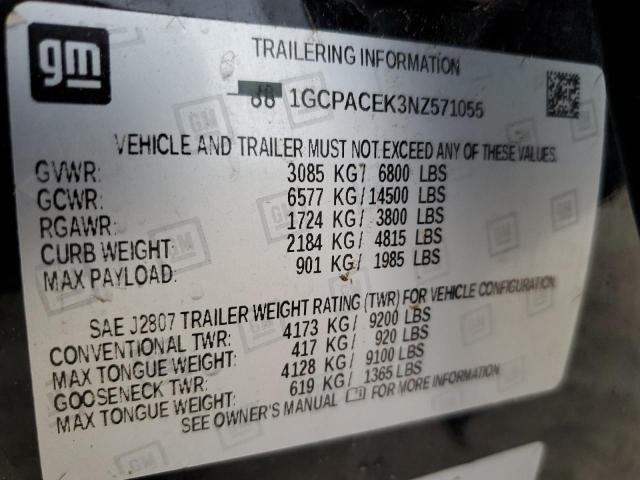 gm
TRAILERING INFORMATION
88 1GCPACEK3NZ571055
VEHICLE AND TRAILER MUST NOT EXCEED ANY OF THESE VALUES.
GVWR: 3085 KG/ 6800 LBS
GCWR: 6577 KG/14500 LBS
RGAWR: 1724 KG/ 3800 LBS
CURB WEIGHT: 2184 KG/ 4815 LBS
MAX PAYLOAD: 901 KG/ 1985 LBS
SAE J2807 TRAILER WEIGHT RATING (TWR) FOR VEHICLE CONFIGURATION.
CONVENTIONAL TWR: 4173 KG/ 9200 LBS
MAX TONGUE WEIGHT: 417 KG/ 920 LBS
GOOSENECK TWR: 4128 KG/ 9100 LBS
MAX TONGUE WEIGHT: 619 KG/ 1365 LBS
SEE OWNER'S MANUAL FOR MORE INFORMATION